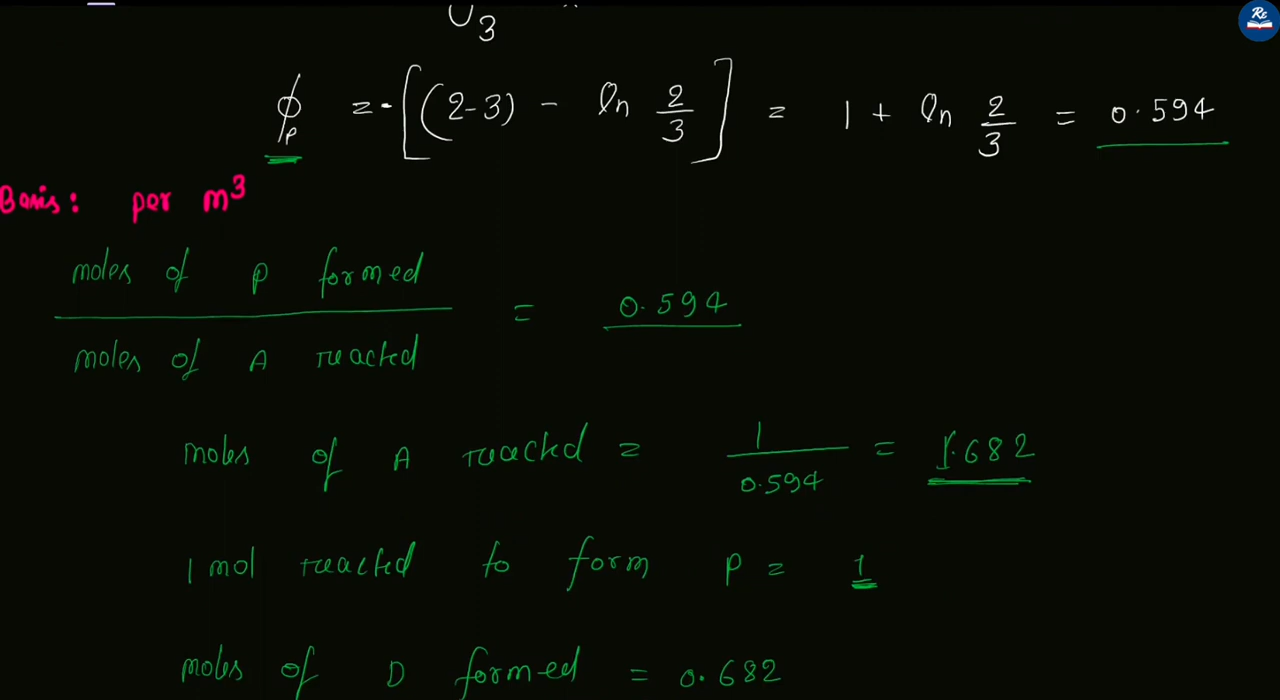 Re
∪ 3
φp = -[(2-3) - ln 2/3] = 1 + ln 2/3 = 0.594
Basis: per m³
moles of P formed / moles of A reacted = 0.594
moles of A reacted = 1/0.594 = 1.682
1 mol reacted to form P = 1
moles of D formed = 0.682